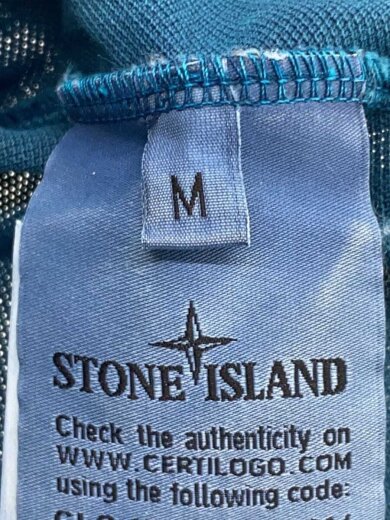 M
STONE ISLAND
Check the authenticity on
WWW.CERTILOGO.COM
using the following code: